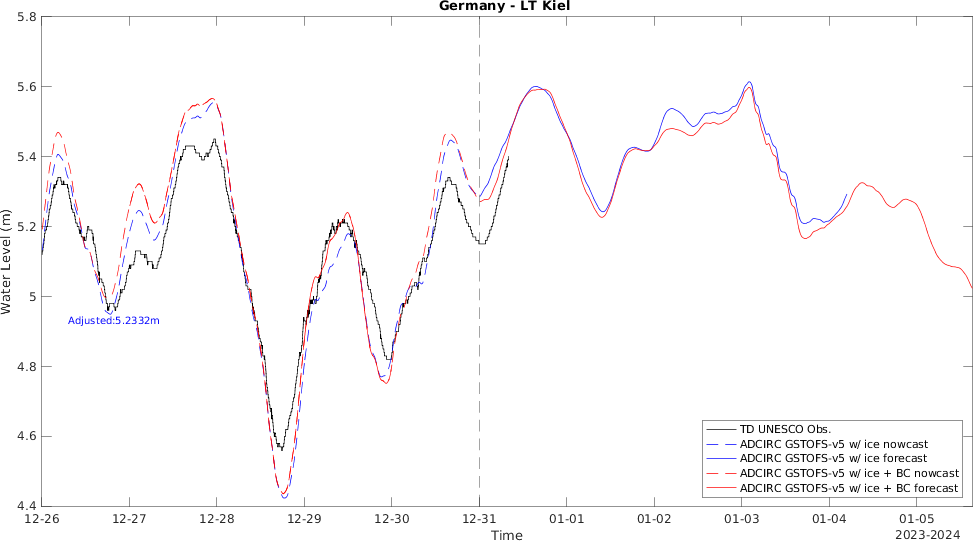 Germany - LT Kiel
5.8
5.6
5.4
5.2
5
4.8
4.6
4.4
Water Level (m)
Adjusted:5.2332m
TD UNESCO Obs.
ADCIRC GSTOFS-v5 w/ ice nowcast
ADCIRC GSTOFS-v5 w/ ice forecast
ADCIRC GSTOFS-v5 w/ ice + BC nowcast
ADCIRC GSTOFS-v5 w/ ice + BC forecast
12-26 12-27 12-28 12-29 12-30 12-31 01-01 01-02 01-03 01-04 01-05
Time
2023-2024